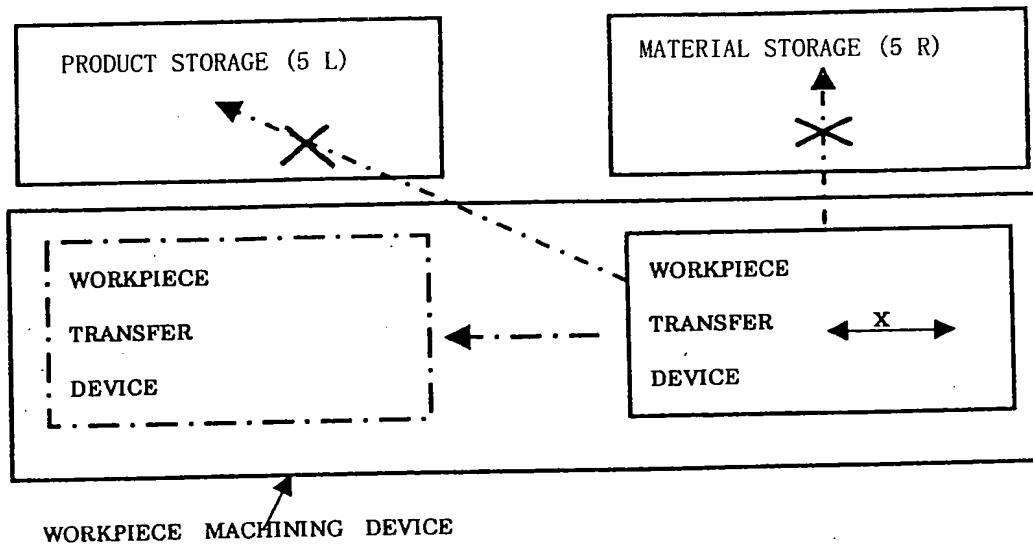 PRODUCT STORAGE (5 L)
MATERIAL STORAGE (5 R)
WORKPIECE
TRANSFER
DEVICE
WORKPIECE
TRANSFER
DEVICE
X
WORKPIECE MACHINING DEVICE